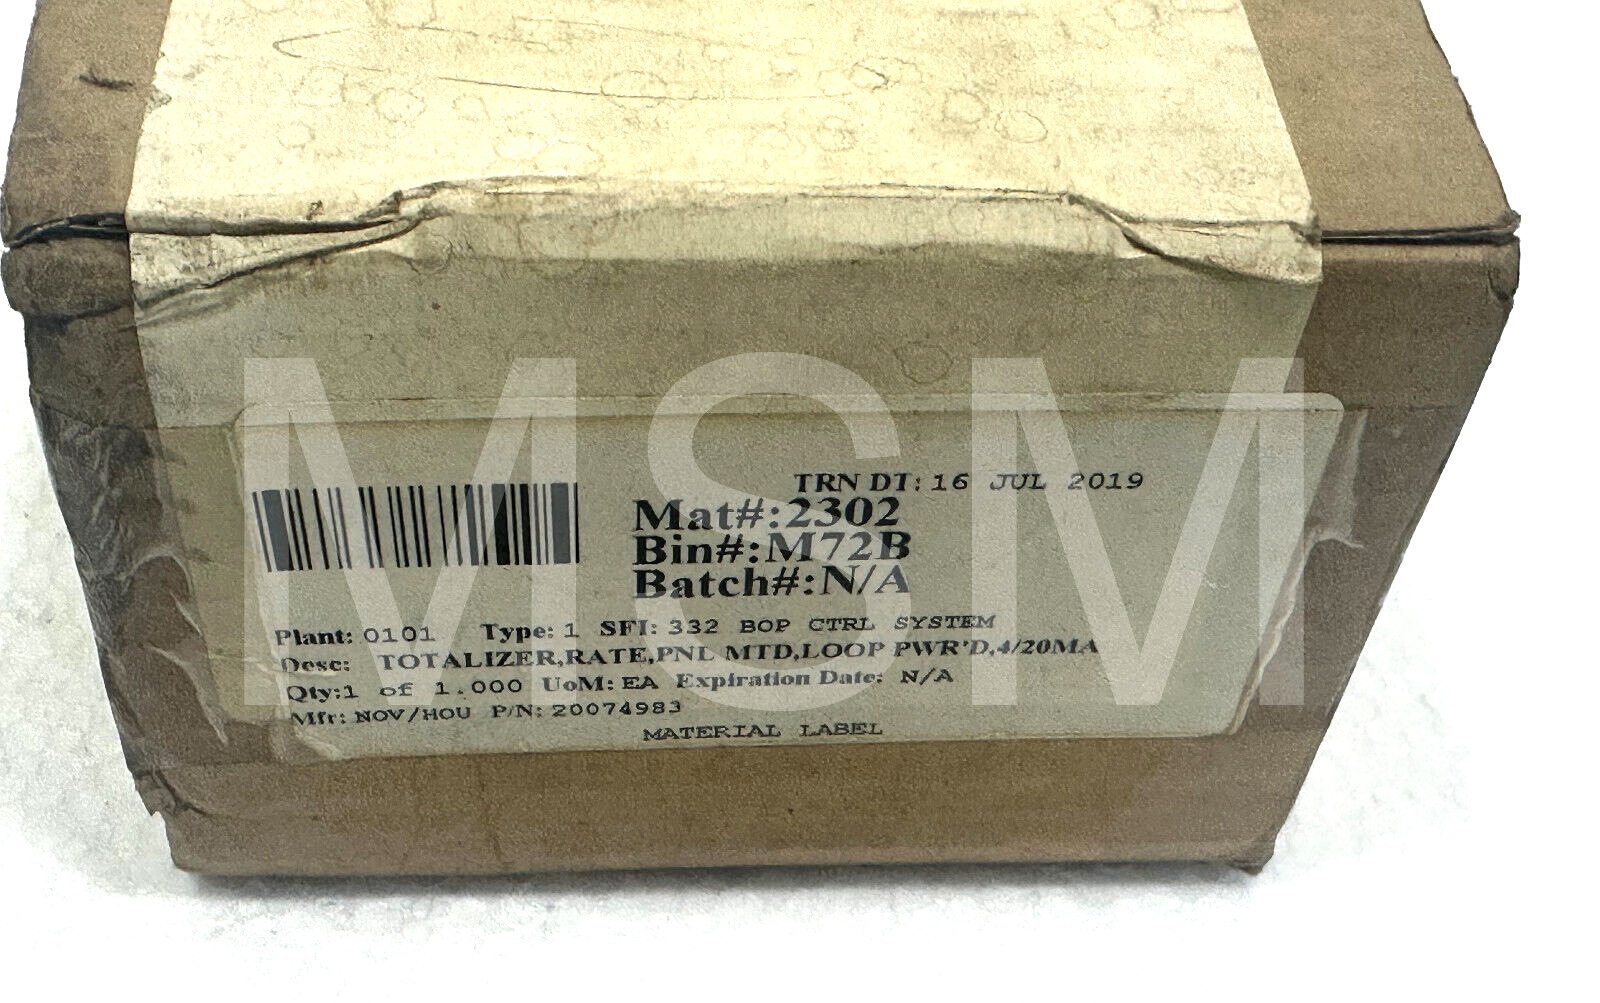 TRN DT: 16 JUL 2019
Mat#:2302
Bin#:M72B
Batch#:N/A
Plant: 0101 Type: 1 SFI: 332 BOP CTRL SYSTEM
Desc: TOTALIZER,RATE,PNL MTD,LOOP PWR'D,4/20MA
Qty:1 of 1.000 UoM: EA Expiration Date: N/A
Mfr: NOV/HOU P/N: 20074983
MATERIAL LABEL
MSM